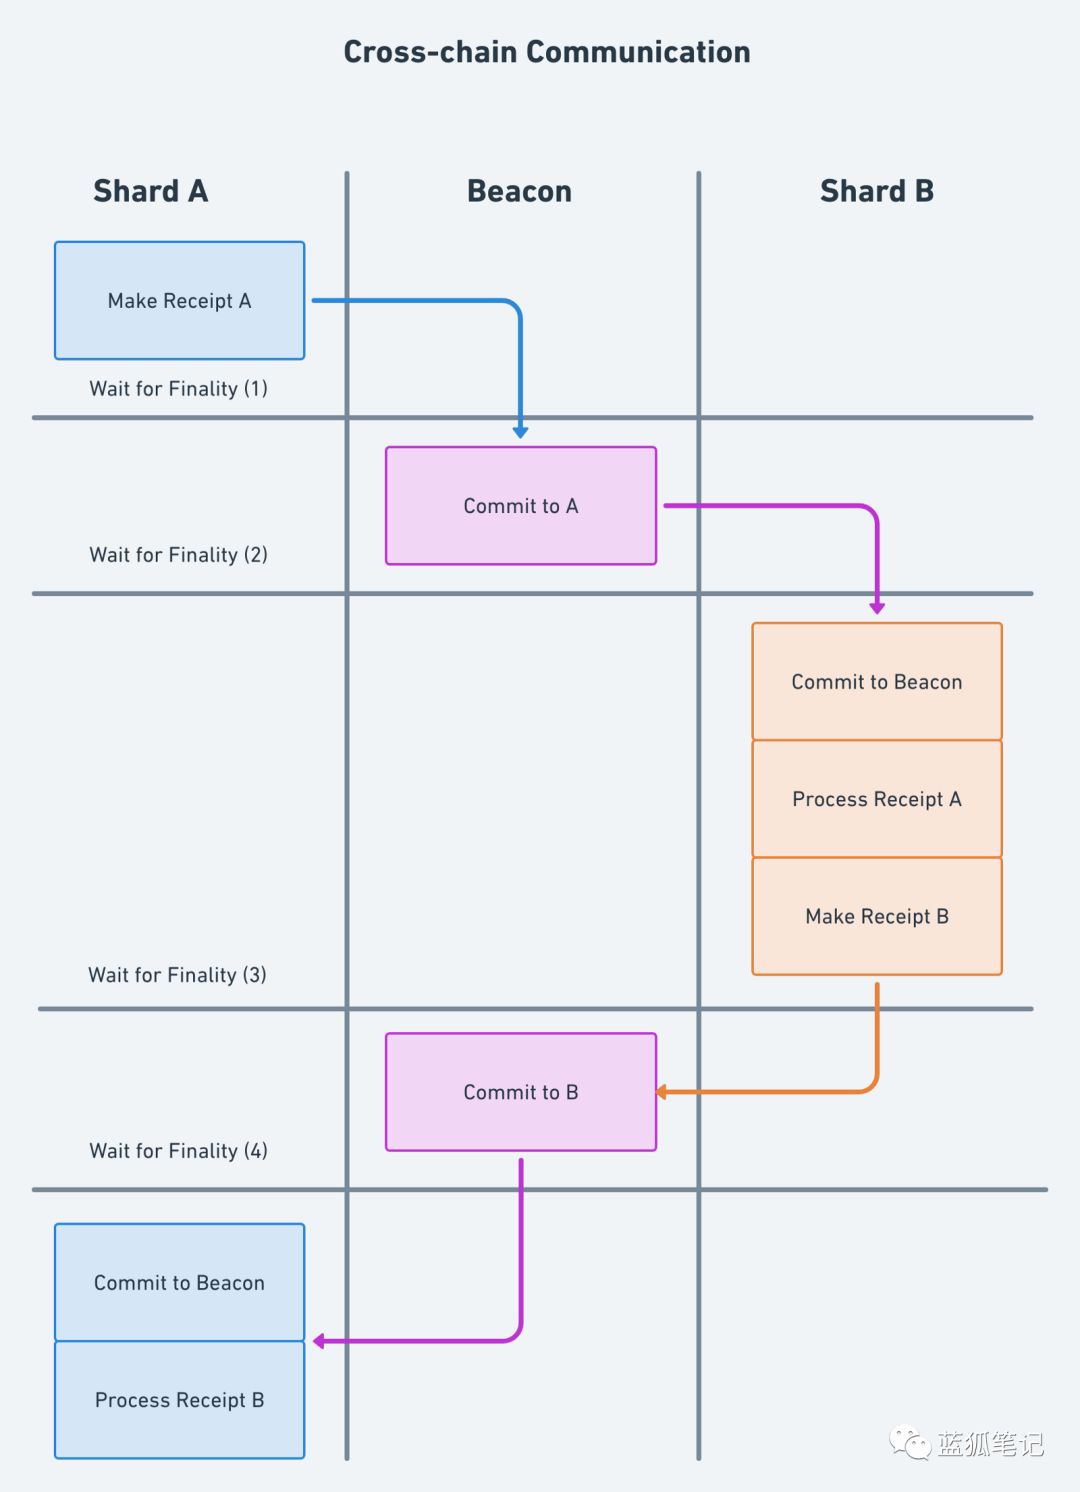 Cross-chain Communication
Shard A
Beacon
Shard B
Make Receipt A
Wait for Finality (1)
Commit to A
Wait for Finality (2)
Commit to Beacon
Process Receipt A
Make Receipt B
Wait for Finality (3)
Commit to B
Wait for Finality (4)
Commit to Beacon
Process Receipt B
蓝狐笔记